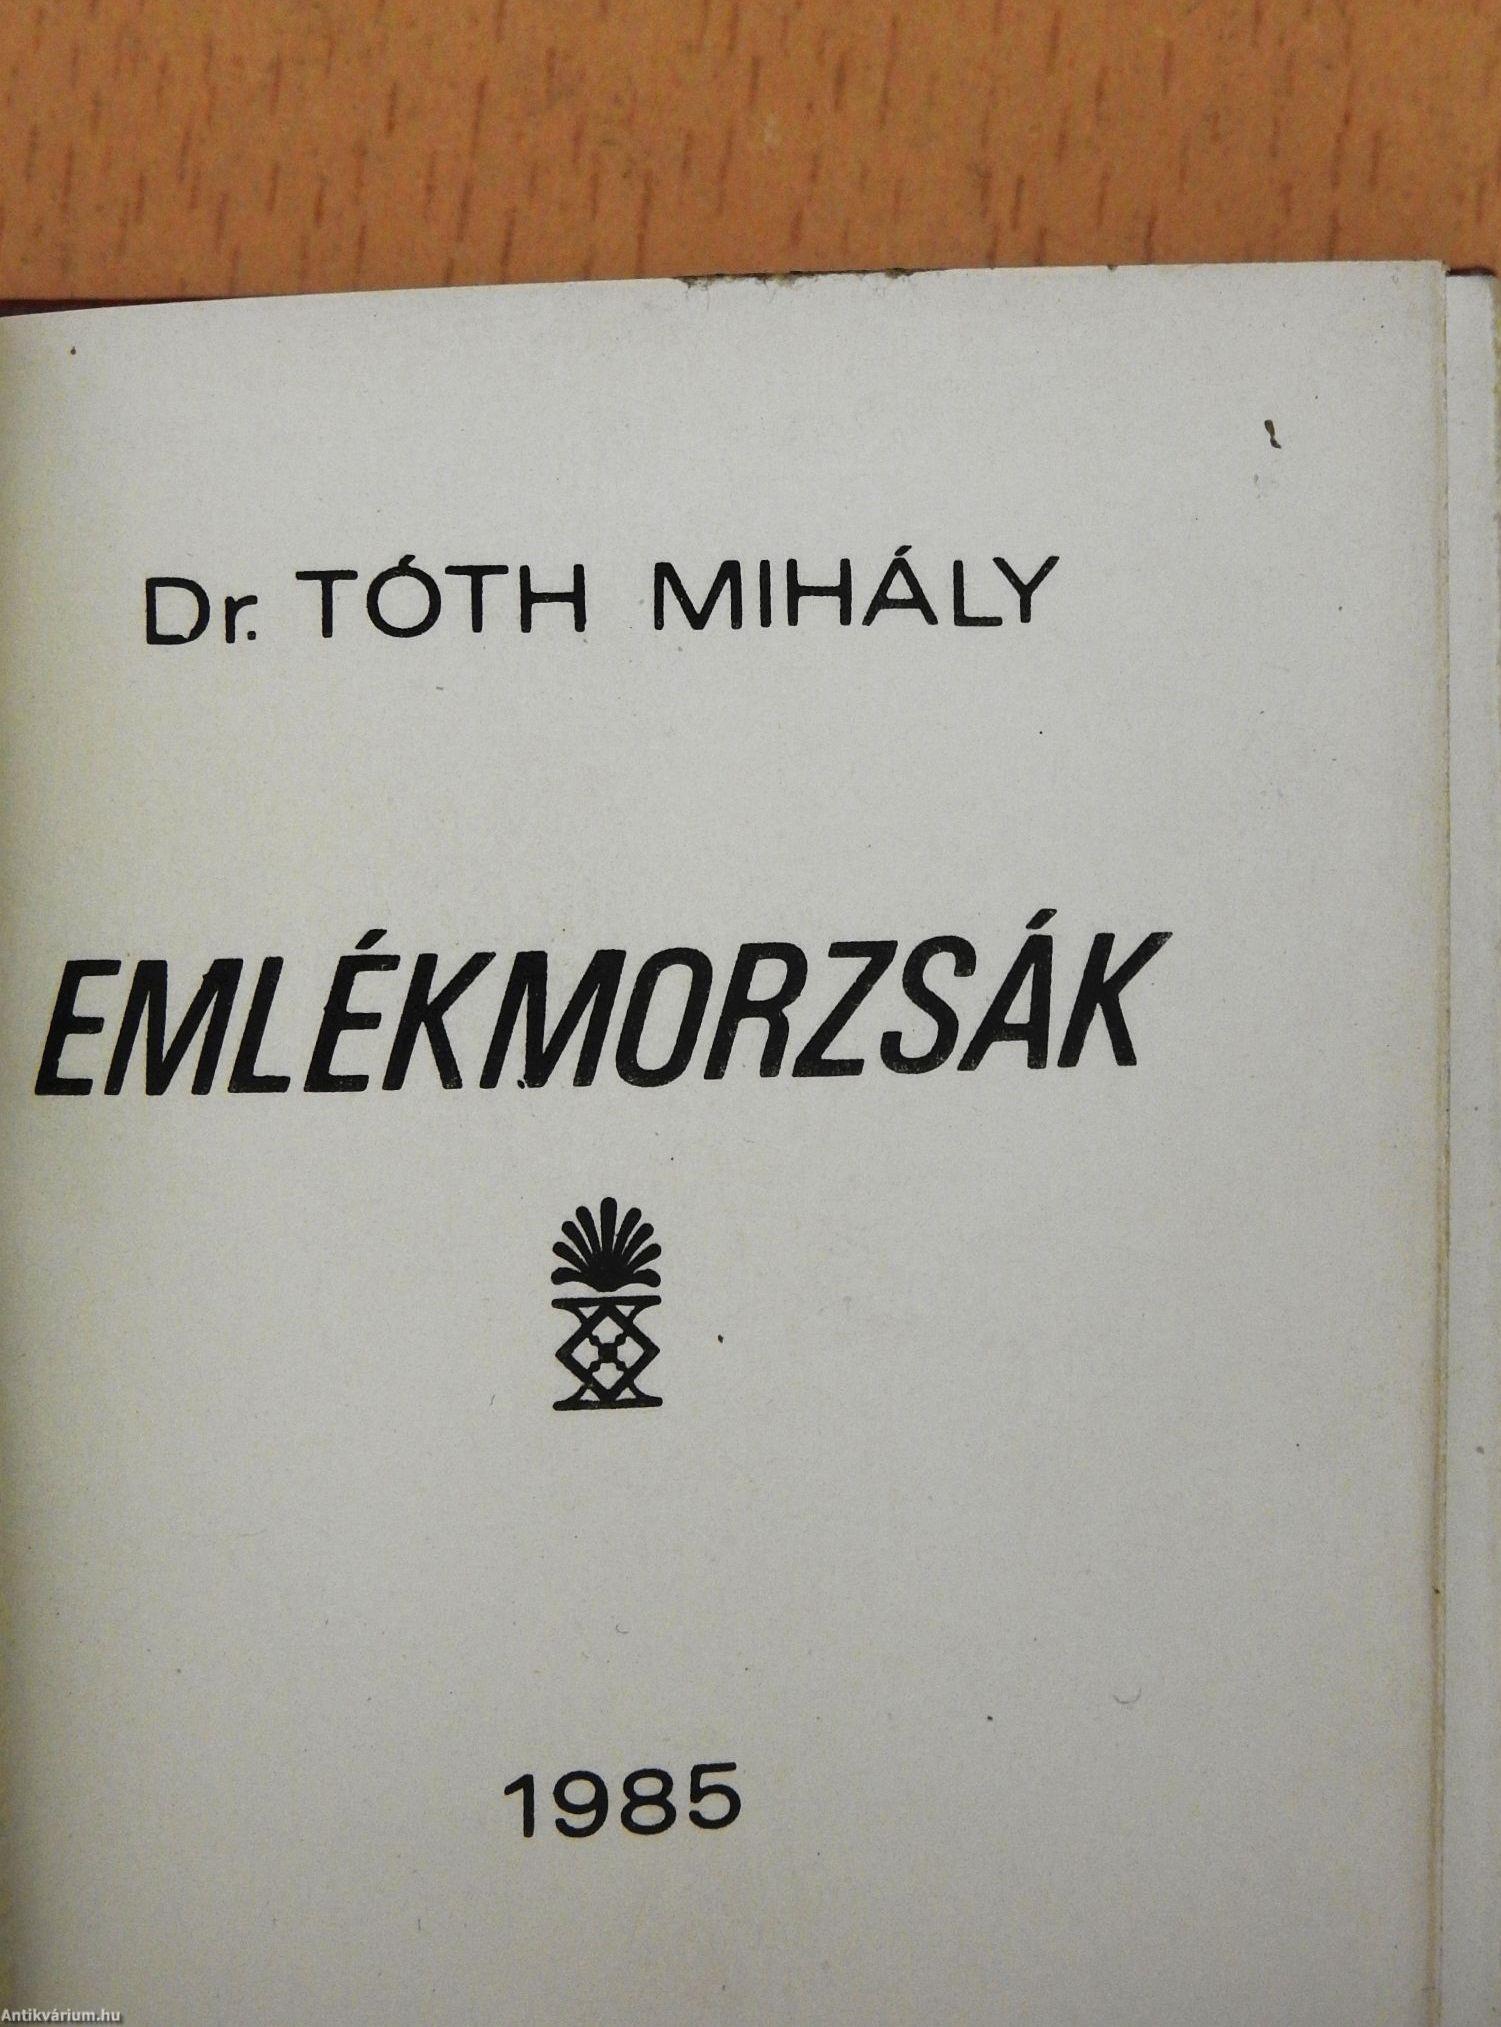 Dr. TÓTH MIHÁLY
EMLÉKMORZSÁK
1985
Antikvárium.hu